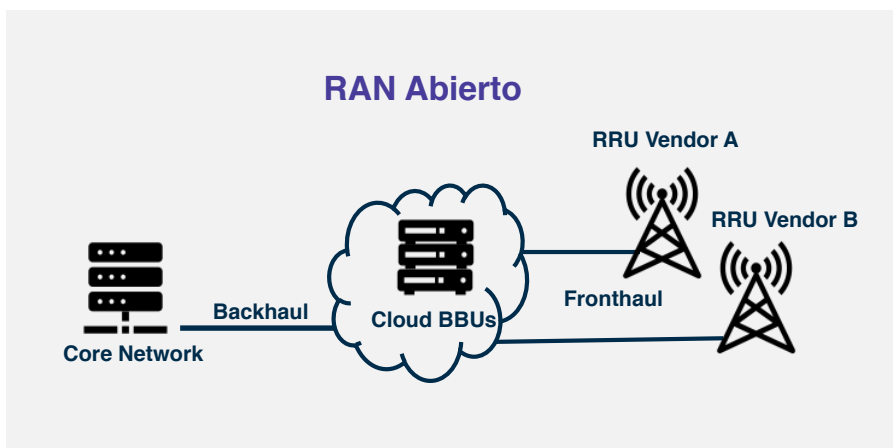 RAN Abierto
RRU Vendor A
RRU Vendor B
Backhaul
Cloud BBUs
Fronthaul
Core Network